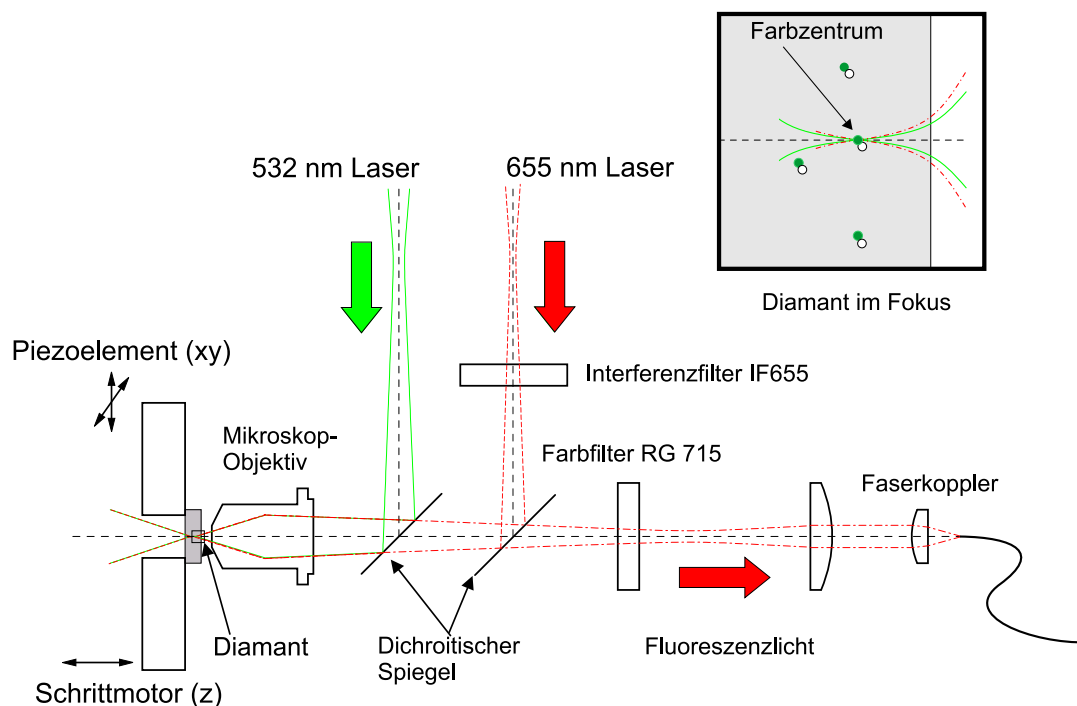 Farbzentrum
532 nm Laser
655 nm Laser
Diamant im Fokus
Piezoelement (xy)
Interferenzfilter IF655
Mikroskop-
Objektiv
Farbfilter RG 715
Faserkoppler
Diamant
Dichroitischer
Spiegel
Fluoreszenzlicht
Schrittmotor (z)